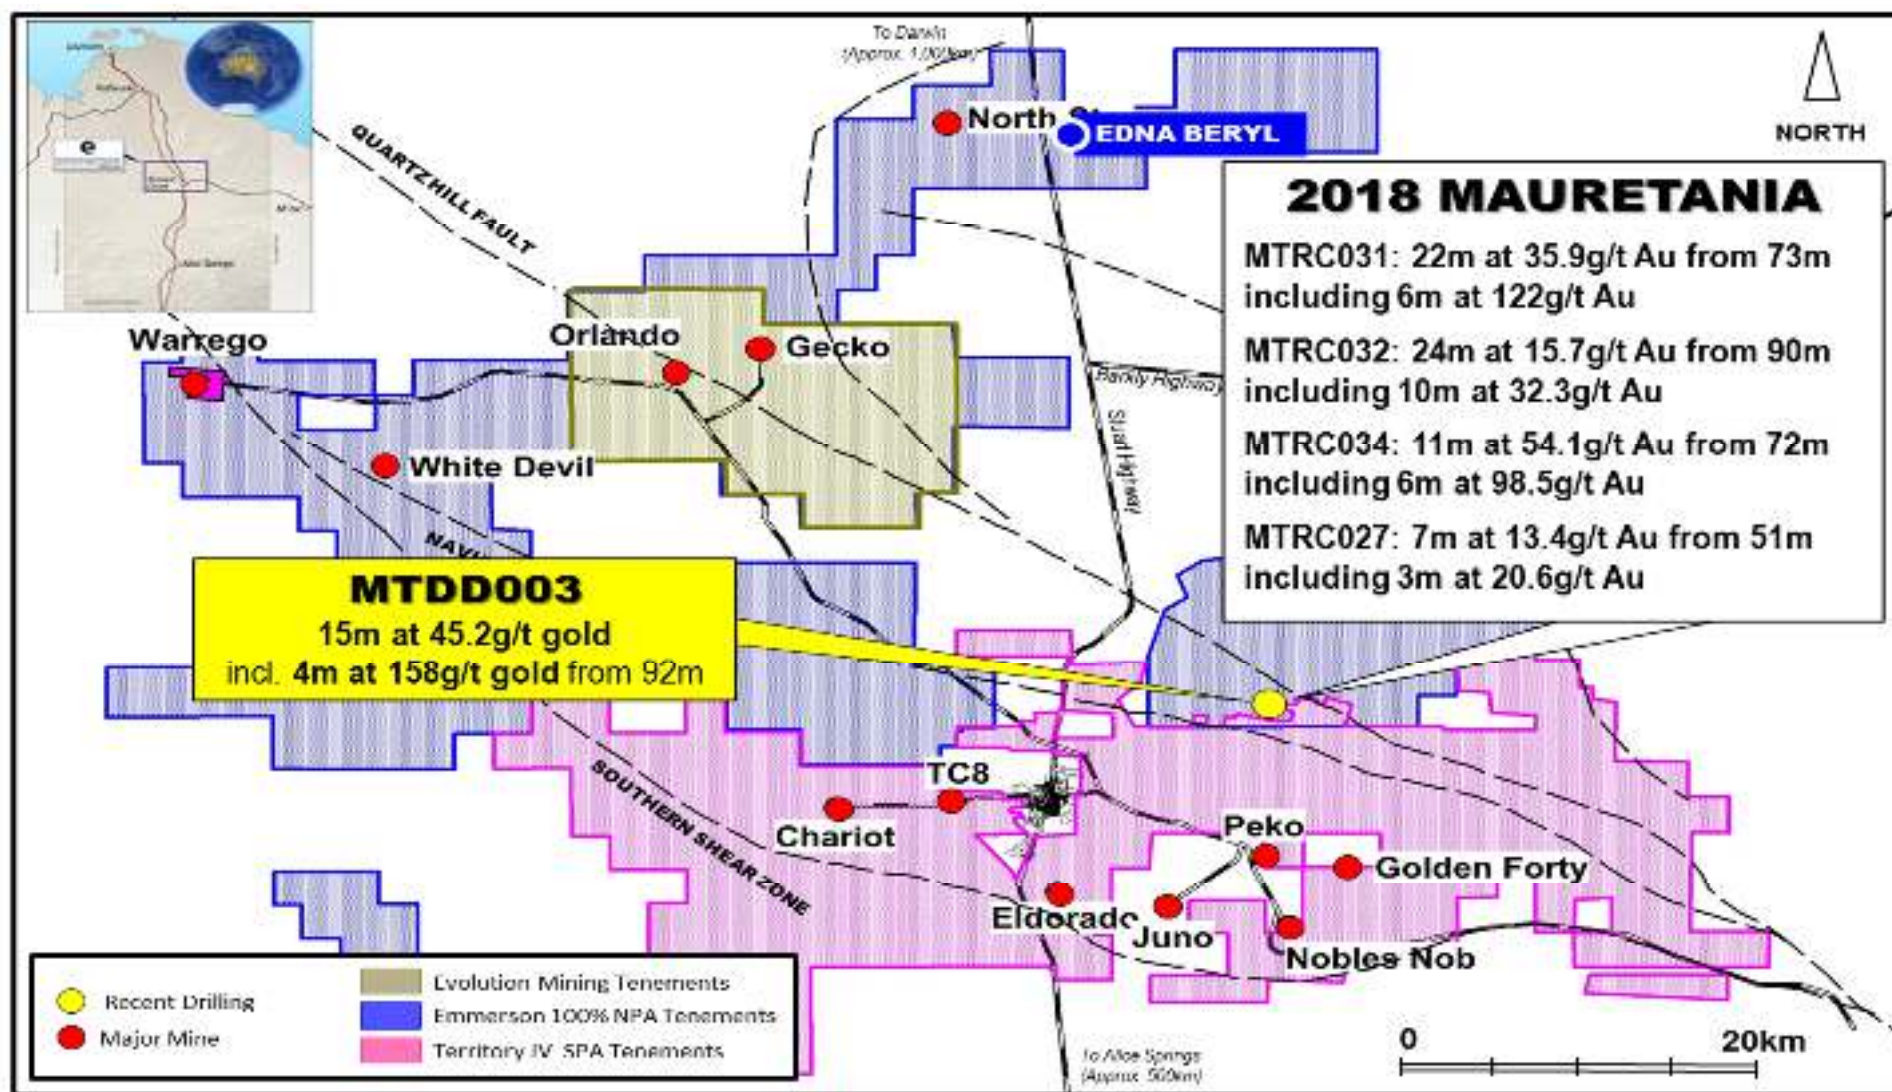 To Darwin
(Approx. 1,000km)
NORTH
North
EDNA BERYL
QUARTZHILL FAULT
e
2018 MAURETANIA
MTRC031: 22m at 35.9g/t Au from 73m
including 6m at 122g/t Au
MTRC032: 24m at 15.7g/t Au from 90m
including 10m at 32.3g/t Au
MTRC034: 11m at 54.1g/t Au from 72m
including 6m at 98.5g/t Au
MTRC027: 7m at 13.4g/t Au from 51m
including 3m at 20.6g/t Au
Warrego
Orlando
Gecko
Barkly Highway
Stuart Highway
White Devil
NAVI
MTDD003
15m at 45.2g/t gold
incl. 4m at 158g/t gold from 92m
SOUTHERN SHEAR ZONE
TC8
Chariot
Peko
Golden Forty
Eldorado
Juno
Nobles Nob
Recent Drilling
Major Mine
Evolution Mining Tenements
Emmerson 100% NPA Tenements
Territory JV SPA Tenements
To Alice Springs
(Approx. 500km)
0
20km